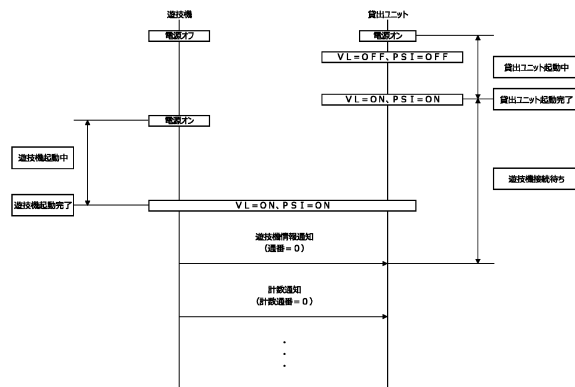 遊技機
貸出ユニット
電源オフ
電源オン
VL=OFF、PSI=OFF
貸出ユニット起動中
VL=ON、PSI=ON
貸出ユニット起動完了
電源オン
遊技機起動中
遊技機接続待ち
遊技機起動完了
VL=ON、PSI=ON
遊技機情報通知
(通番=0)
計数通知
(計数通番=0)
・
・
・